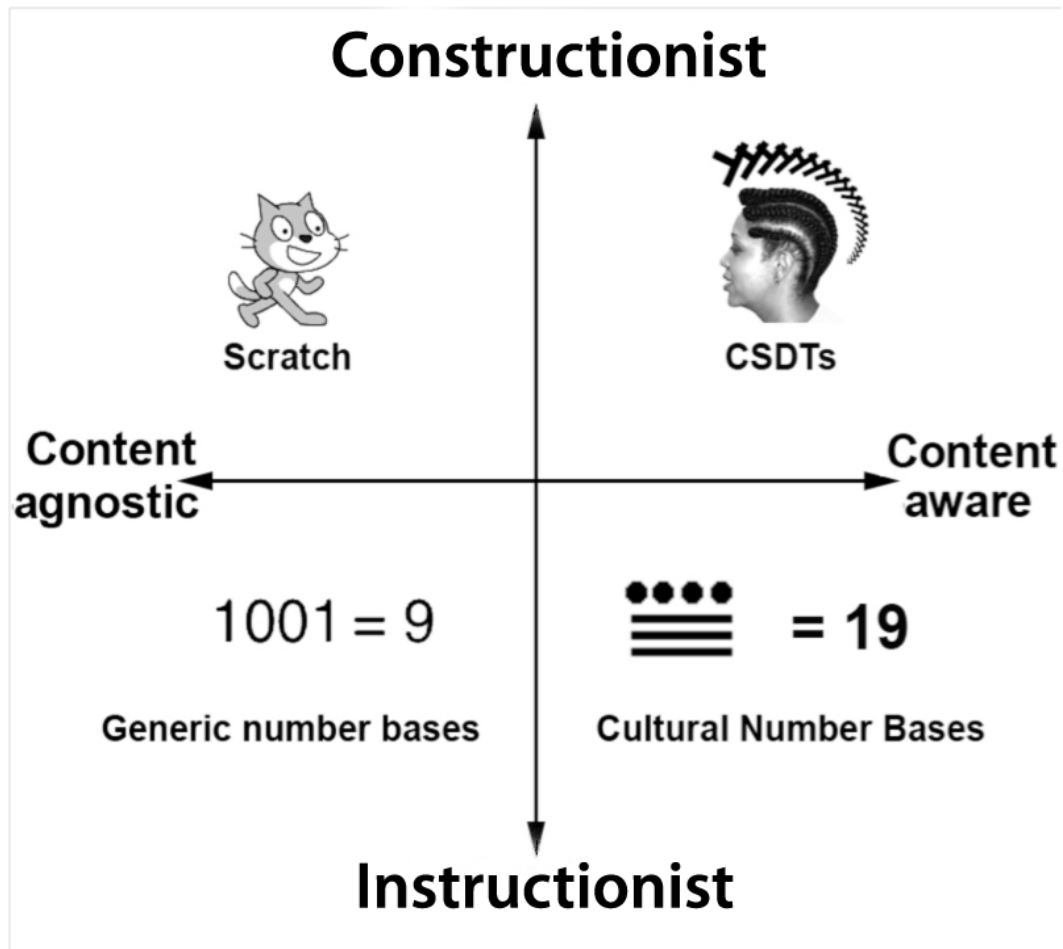 Constructionist
Scratch
CSDTs
Content
agnostic
Content
aware
1001 = 9
= 19
Generic number bases
Cultural Number Bases
Instructionist